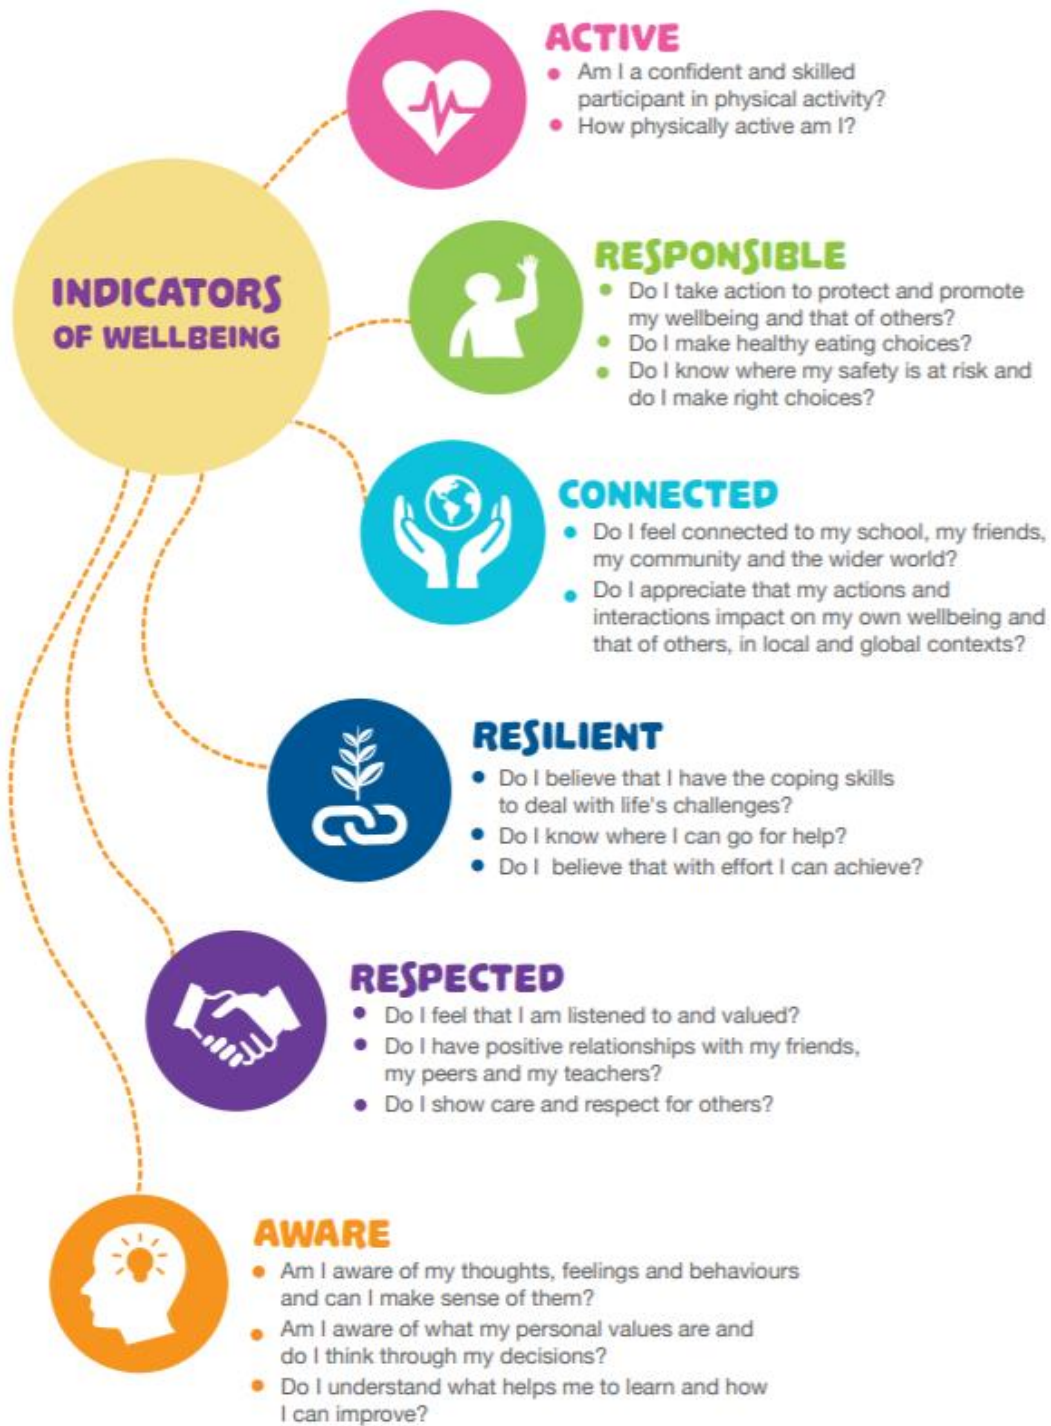 ACTIVE
• Am I a confident and skilled
participant in physical activity?
• How physically active am I?
INDICATORS
OF WELLBEING
RESPONSIBLE
• Do I take action to protect and promote
my wellbeing and that of others?
• Do I make healthy eating choices?
• Do I know where my safety is at risk and
do I make right choices?
CONNECTED
• Do I feel connected to my school, my friends,
my community and the wider world?
• Do I appreciate that my actions and
interactions impact on my own wellbeing and
that of others, in local and global contexts?
RESILIENT
• Do I believe that I have the coping skills
to deal with life's challenges?
• Do I know where I can go for help?
• Do I believe that with effort I can achieve?
RESPECTED
• Do I feel that I am listened to and valued?
• Do I have positive relationships with my friends,
my peers and my teachers?
• Do I show care and respect for others?
AWARE
• Am I aware of my thoughts, feelings and behaviours
and can I make sense of them?
• Am I aware of what my personal values are and
do I think through my decisions?
• Do I understand what helps me to learn and how
I can improve?